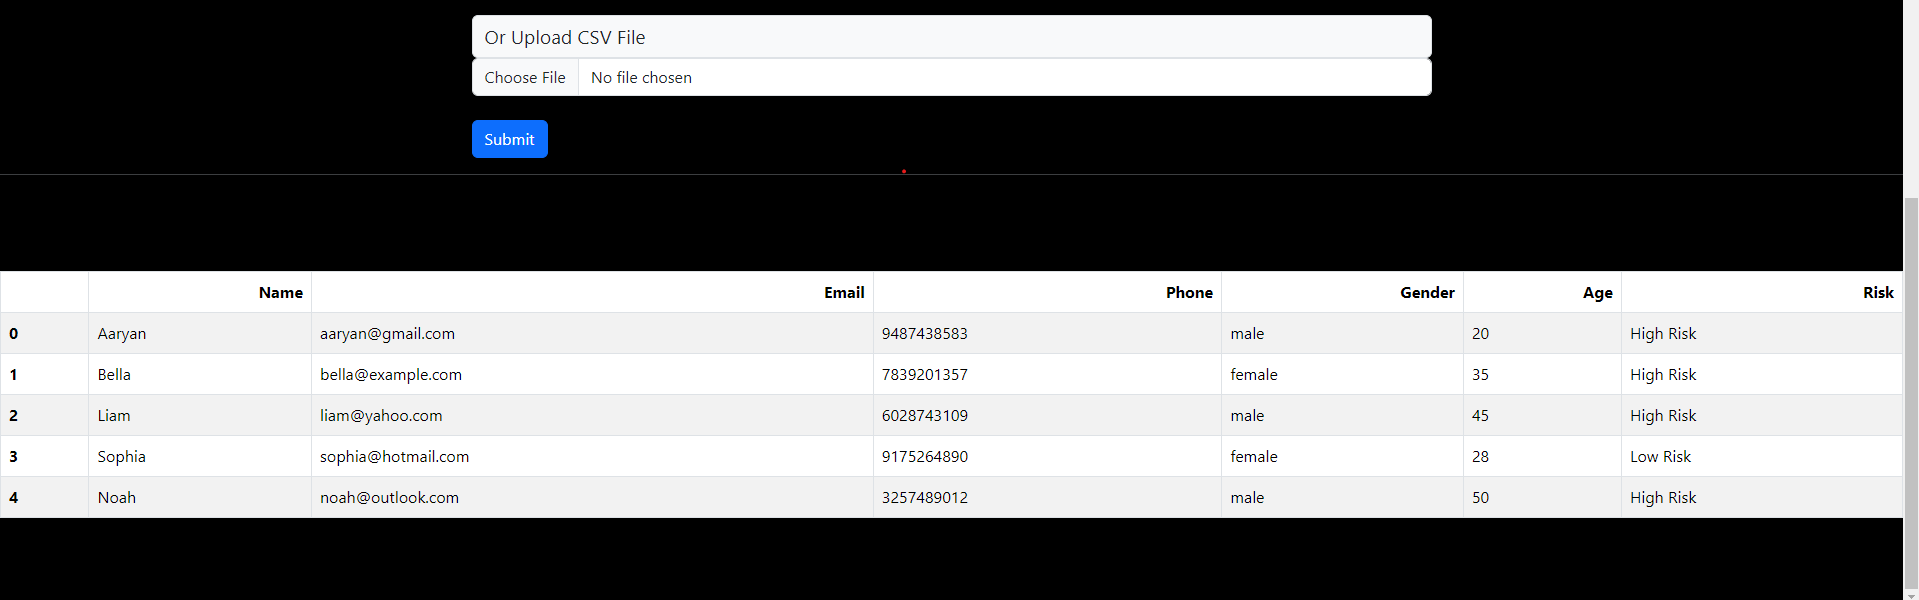 Or Upload CSV File
Choose File No file chosen
Submit
Name Email Phone Gender Age Risk
0 Aaryan aaryan@gmail.com 9487438583 male 20 High Risk
1 Bella bella@example.com 7839201357 female 35 High Risk
2 Liam liam@yahoo.com 6028743109 male 45 High Risk
3 Sophia sophia@hotmail.com 9175264890 female 28 Low Risk
4 Noah noah@outlook.com 3257489012 male 50 High Risk